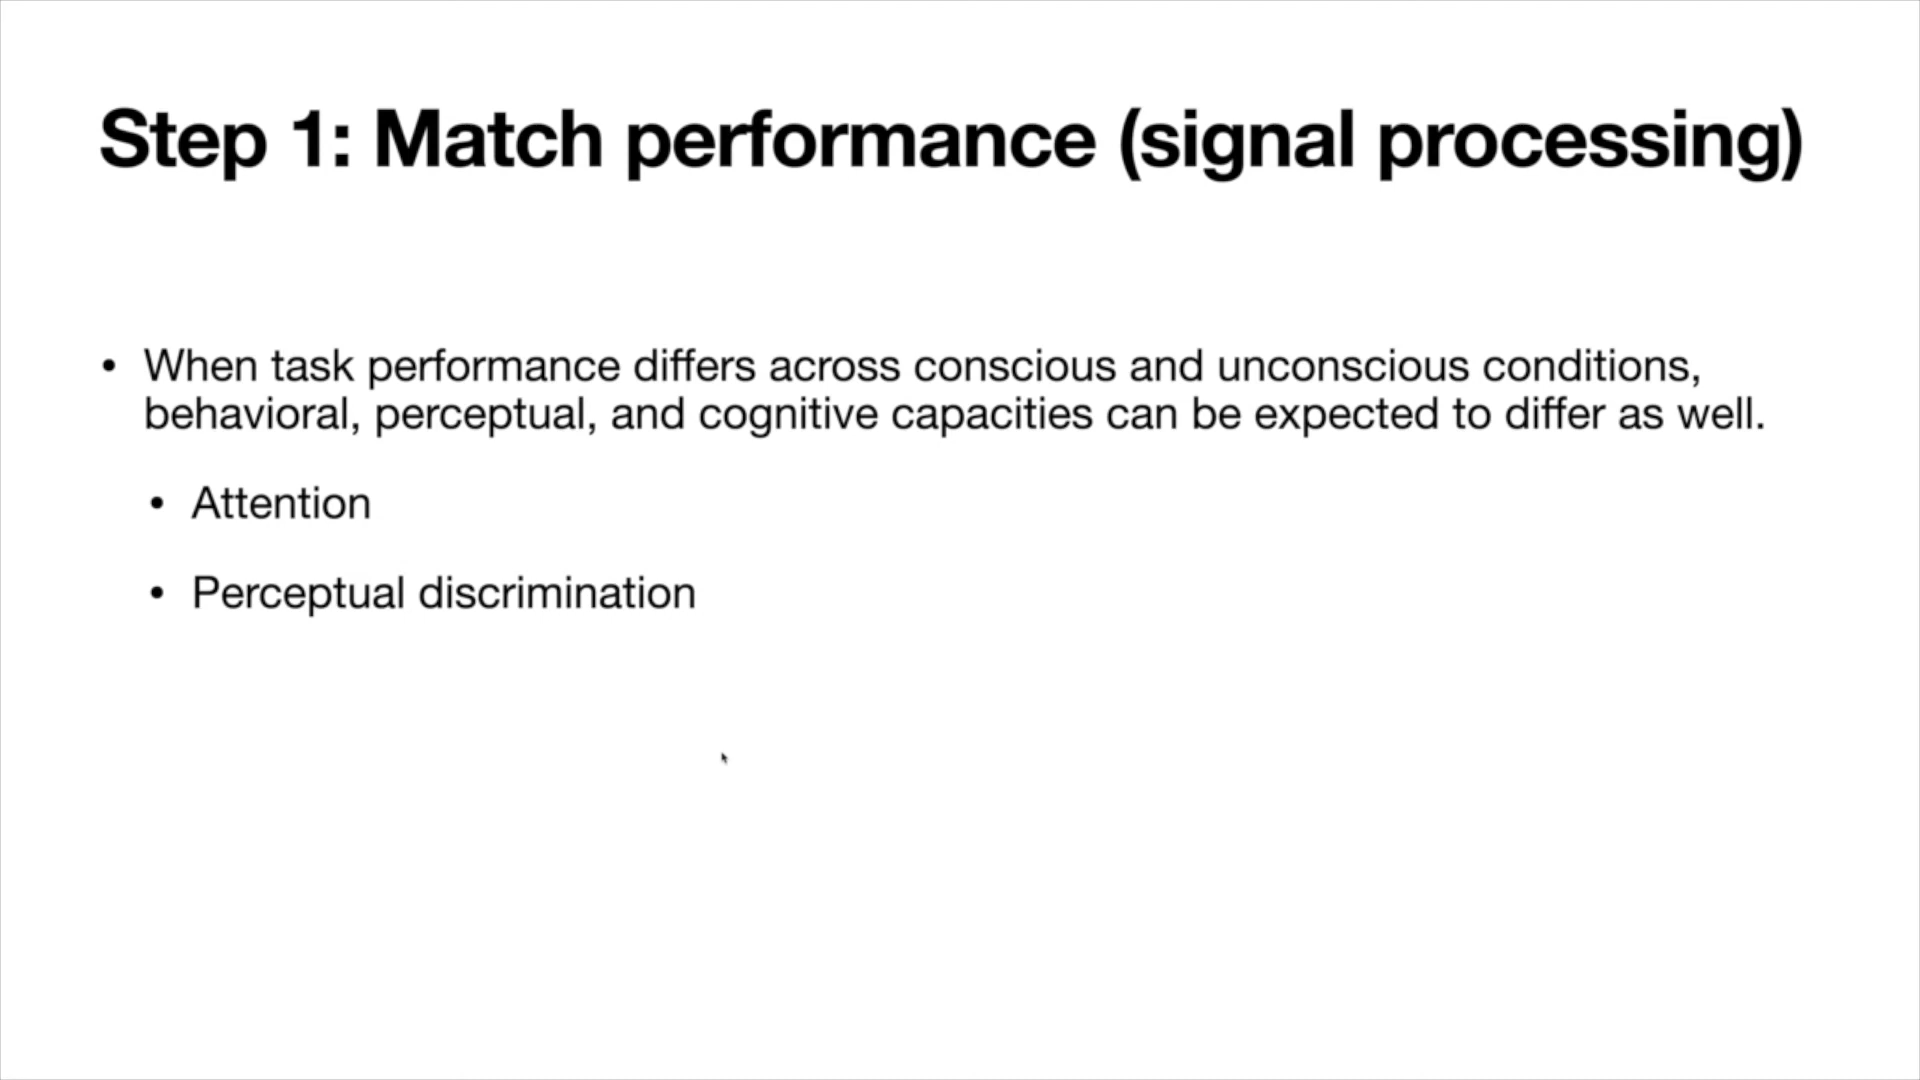 Step 1: Match performance (signal processing)
• When task performance differs across conscious and unconscious conditions,
behavioral, perceptual, and cognitive capacities can be expected to differ as well.
• Attention
• Perceptual discrimination